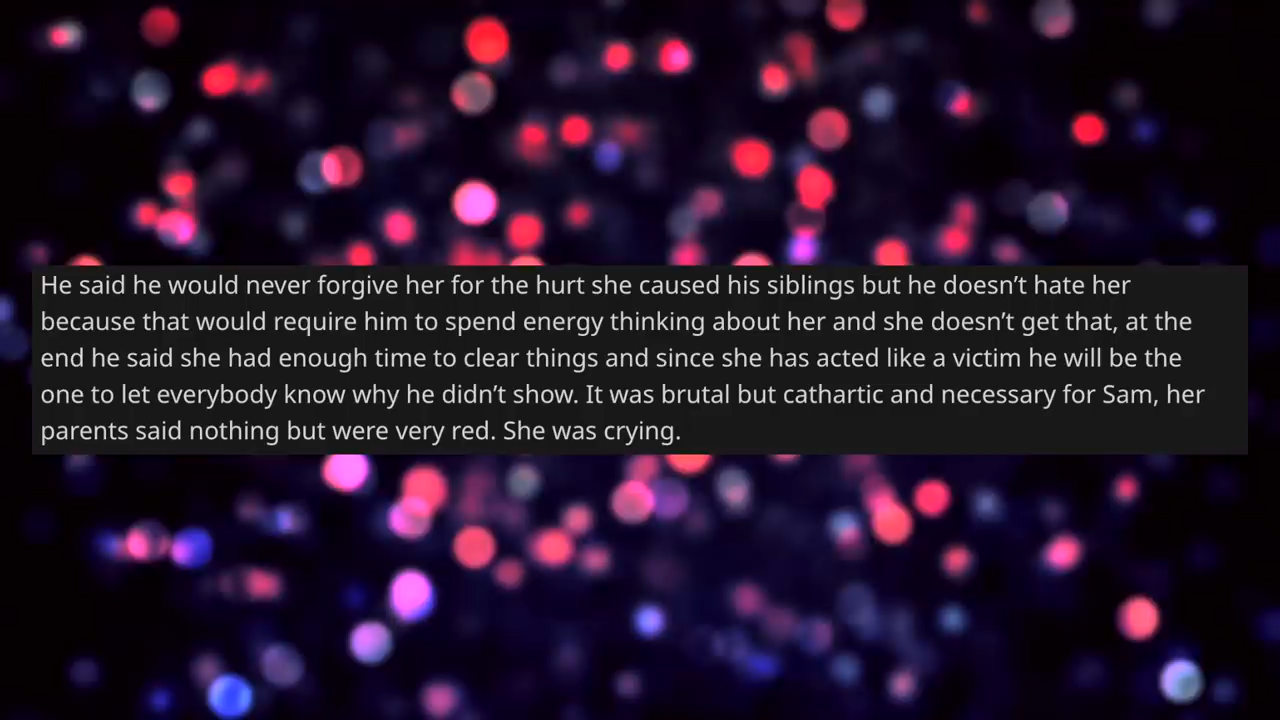 He said he would never forgive her for the hurt she caused his siblings but he doesn’t hate her
because that would require him to spend energy thinking about her and she doesn’t get that, at the
end he said she had enough time to clear things and since she has acted like a victim he will be the
one to let everybody know why he didn’t show. It was brutal but cathartic and necessary for Sam, her
parents said nothing but were very red. She was crying.